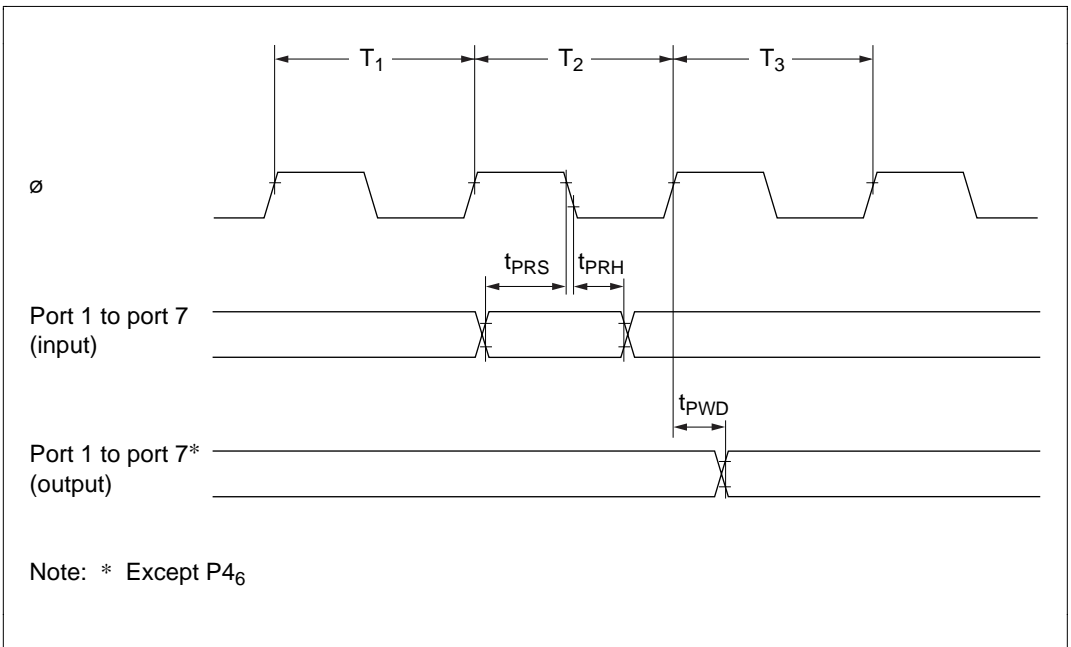 T1 T2 T3
ø
tPRS tPRH
Port 1 to port 7
(input)
tPWD
Port 1 to port 7*
(output)
Note: * Except P46